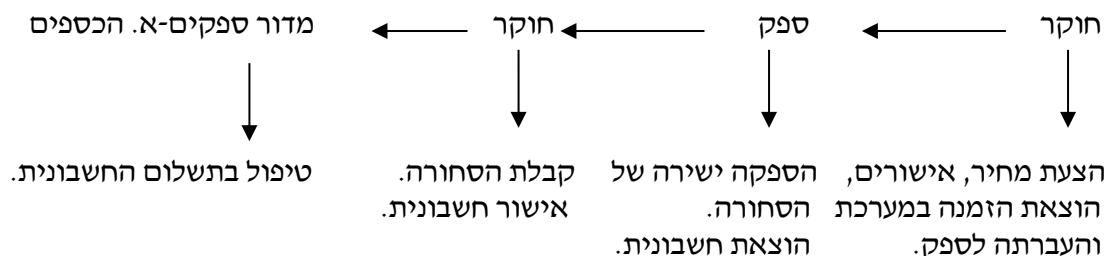 חוקר
ספק
חוקר
מדור ספקים-א. הכספים
הצעת מחיר, אישורים,
הוצאת הזמנה במערכת
והעברתה לספק.
הספקה ישירה של
הסחורה.
הוצאת חשבונית.
קבלת הסחורה.
אישור חשבונית.
טיפול בתשלום החשבונית.